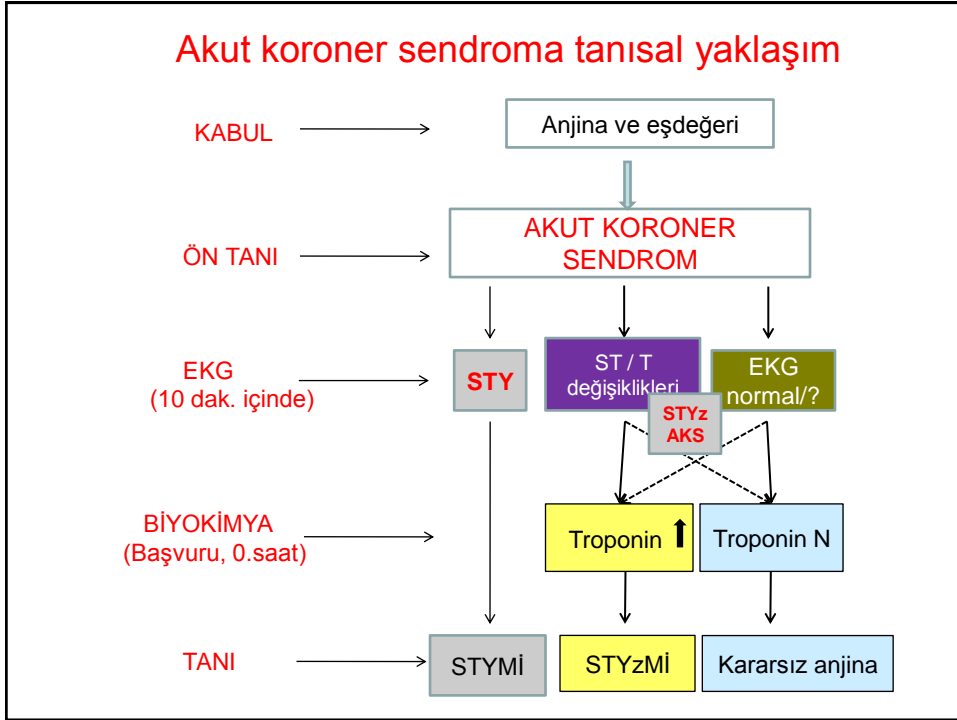 Akut koroner sendroma tanısal yaklaşım
KABUL
Anjina ve eşdeğeri
ÖN TANI
AKUT KORONER
SENDROM
EKG
(10 dak. içinde)
STY
ST / T
değişiklikleri
EKG
normal/?
STYz
AKS
BİYOKİMYA
(Başvuru, 0.saat)
Troponin
Troponin N
TANI
STYMİ
STYzMİ
Kararsız anjina